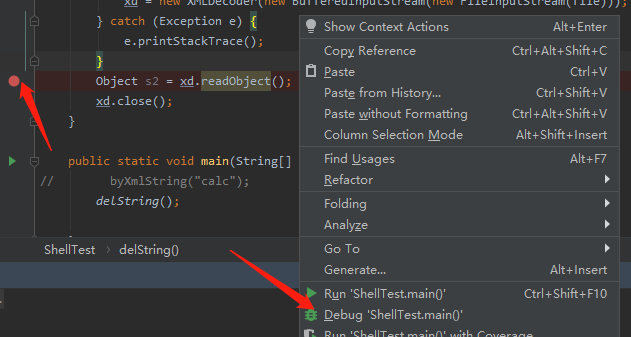 xd = new XMLDecoder(new BufferedInputStream(new FileInputStream(file)));
} catch (Exception e) {
e.printStackTrace();
}
Object s2 = xd.readObject();
xd.close();
}
public static void main(String[]
// byXmlString("calc");
delString();
ShellTest > delString()
Show Context Actions Alt+Enter
Copy Reference Ctrl+Alt+Shift+C
Paste Ctrl+V
Paste from History... Ctrl+Shift+V
Paste without Formatting Ctrl+Alt+Shift+V
Column Selection Mode Alt+Shift+Insert
Find Usages Alt+F7
Refactor
Folding
Analyze
Go To
Generate... Alt+Insert
Run 'ShellTest.main()' Ctrl+Shift+F10
Debug 'ShellTest.main()'
Run 'ShellTest.main()' with Coverage